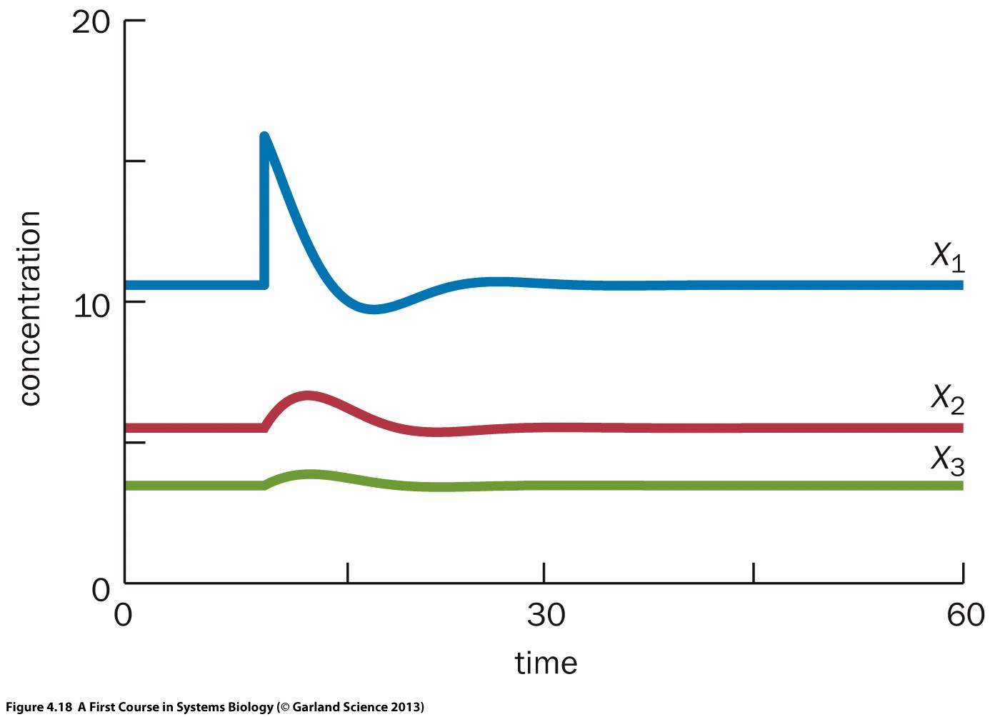 20
10
0
concentration
X1
X2
X3
0 30 60
time
Figure 4.18 A First Course in Systems Biology (© Garland Science 2013)